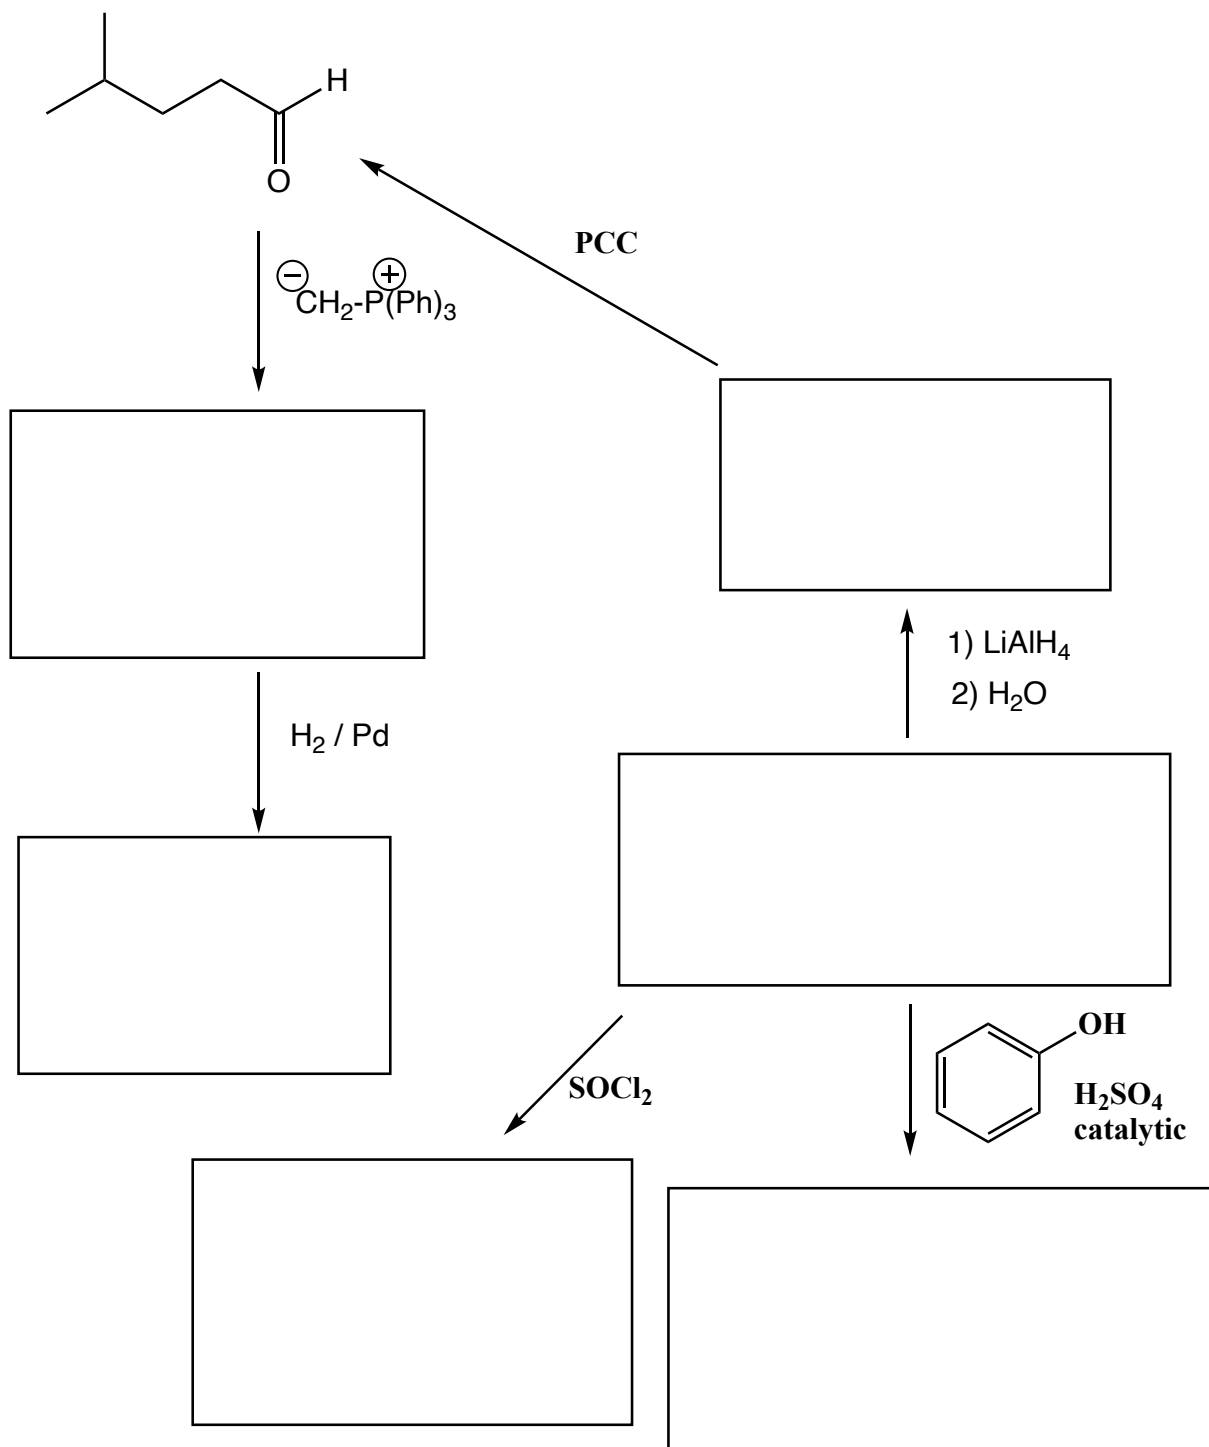 H
O
PCC
⊖ ⊕
CH₂-P(Ph)₃
1) LiAlH₄
2) H₂O
H₂ / Pd
OH
SOCl₂
H₂SO₄
catalytic